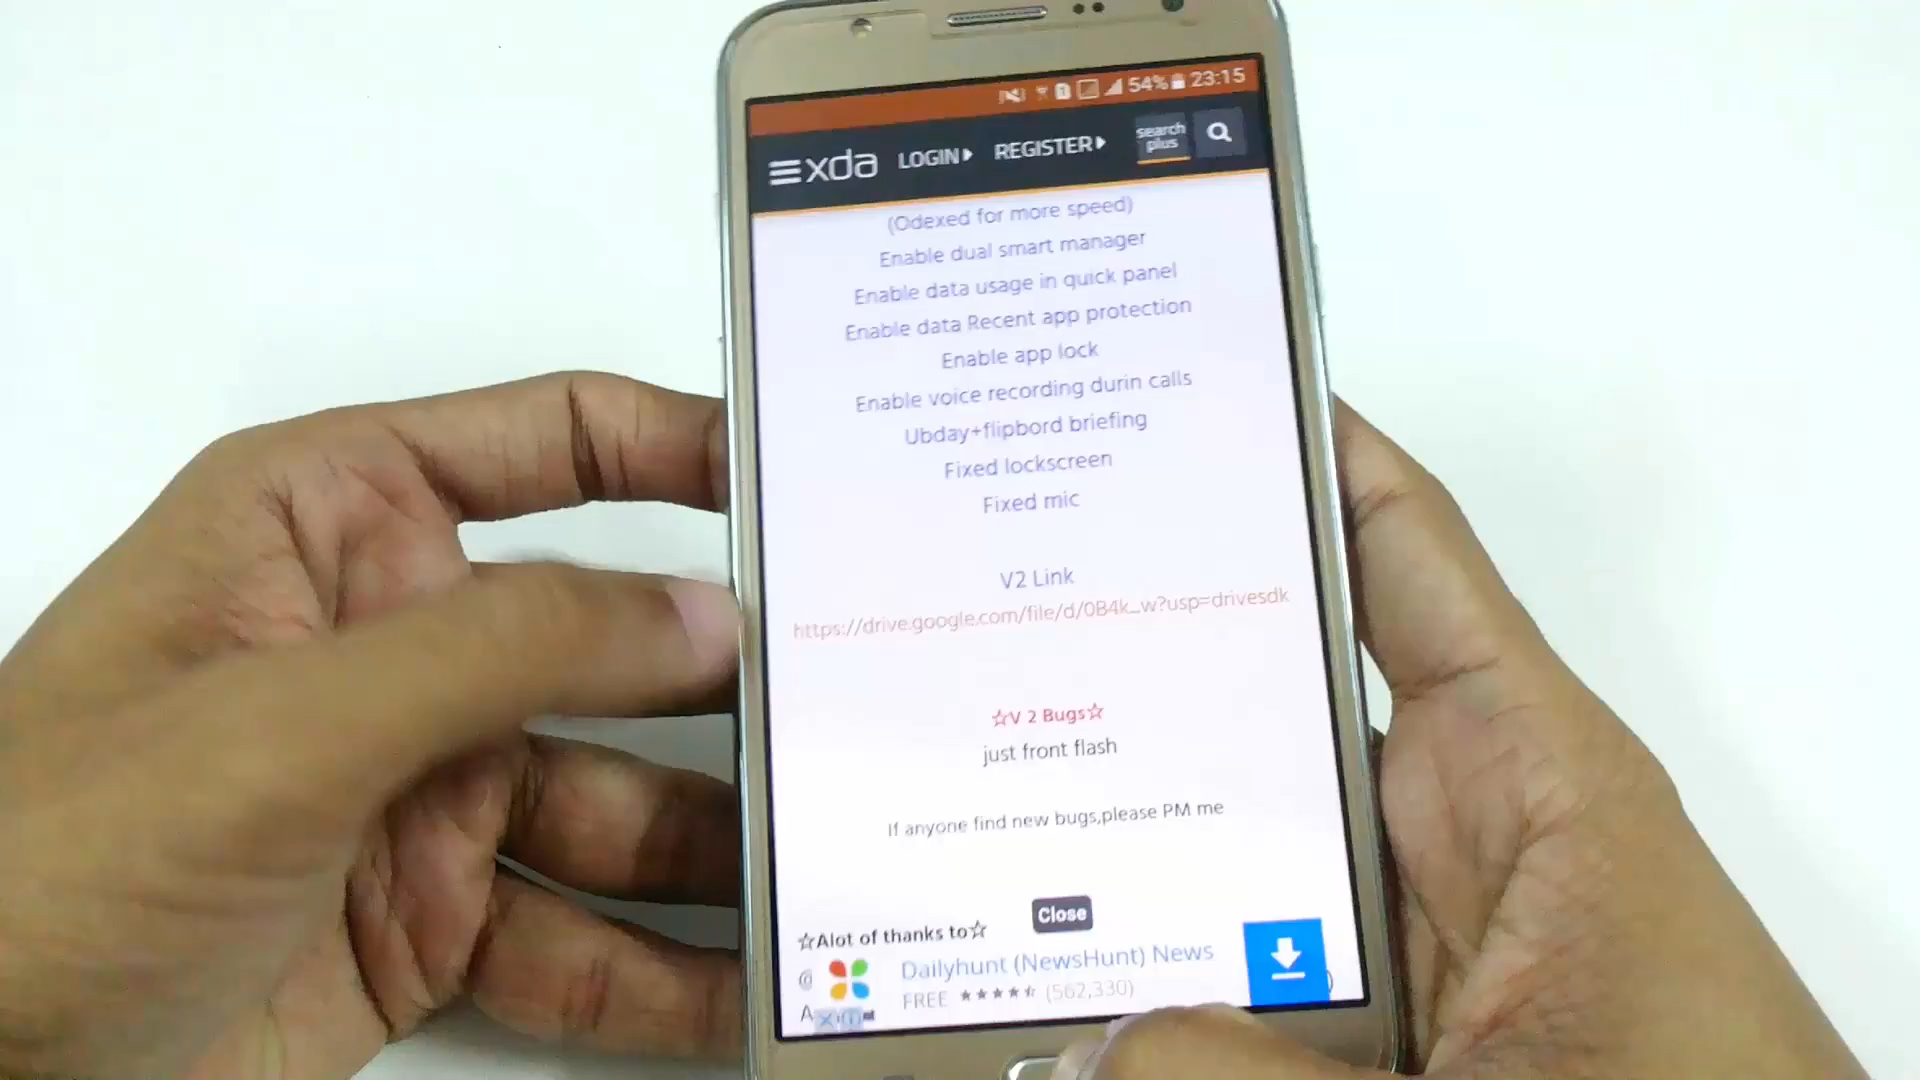 54% 23:15
xda LOGIN REGISTER search plus
(Odexed for more speed)
Enable dual smart manager
Enable data usage in quick panel
Enable data Recent app protection
Enable app lock
Enable voice recording durin calls
Ubday+flipbord briefing
Fixed lockscreen
Fixed mic
V2 Link
https://drive.google.com/file/d/0B4k_w?usp=drivesdk
☆V 2 Bugs☆
just front flash
If anyone find new bugs,please PM me
Close
☆Alot of thanks to☆
Dailyhunt (NewsHunt) News
FREE ★★★★★ (562,330)